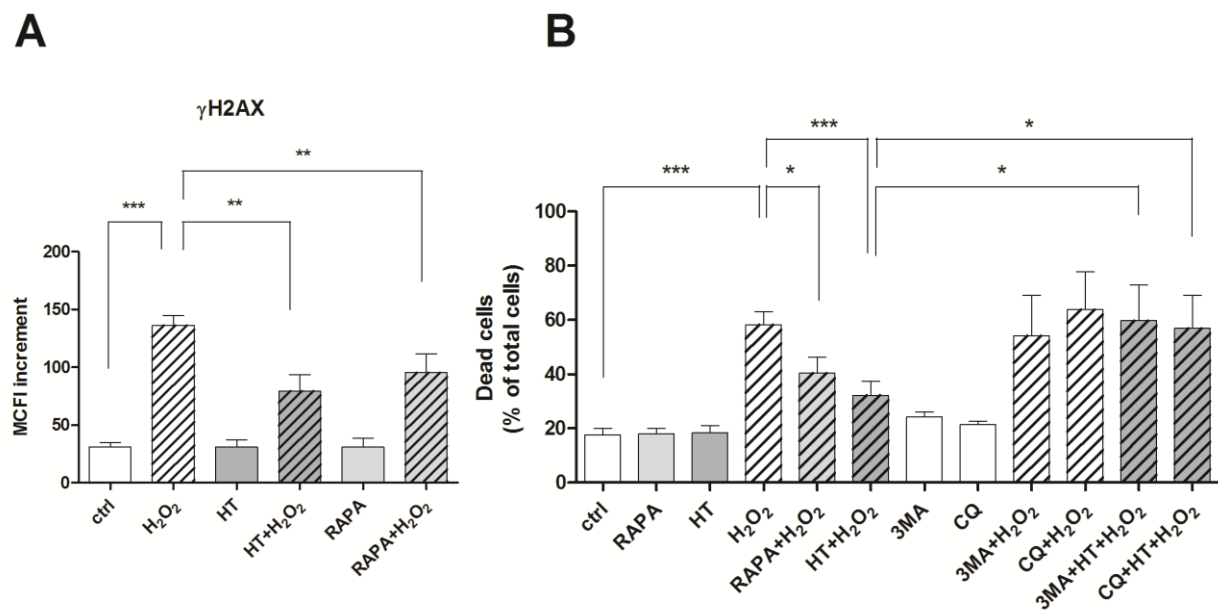 A
γH2AX
**
***
**
MCFI increment
200
150
100
50
0
ctrl
H₂O₂
HT
HT+H₂O₂
RAPA
RAPA+H₂O₂
B
***
*
***
*
*
Dead cells
(% of total cells)
100
80
60
40
20
0
ctrl
RAPA
HT
H₂O₂
RAPA+H₂O₂
HT+H₂O₂
3MA
CQ
3MA+H₂O₂
CQ+H₂O₂
3MA+HT+H₂O₂
CQ+HT+H₂O₂